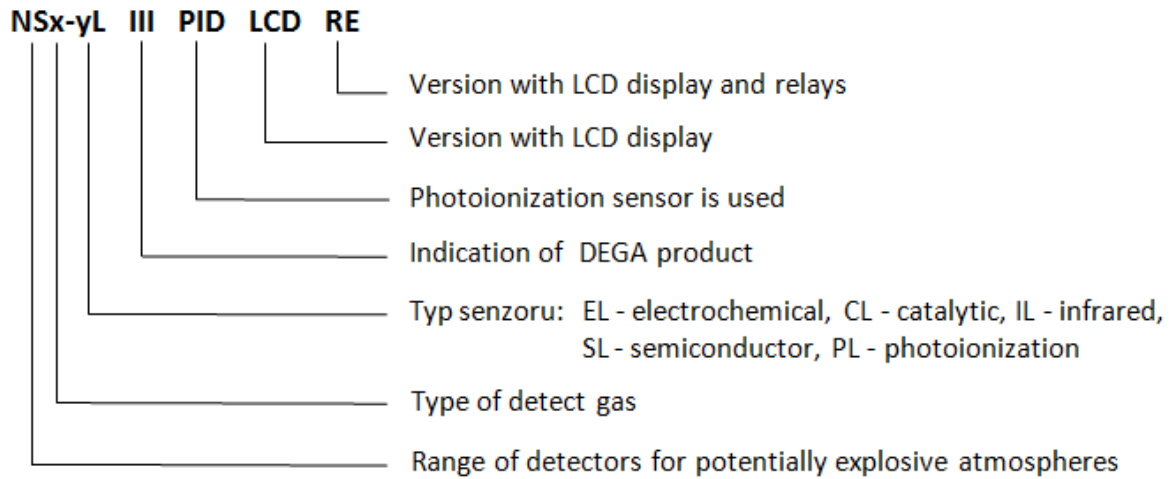 NSx-yL III PID LCD RE
Version with LCD display and relays
Version with LCD display
Photoionization sensor is used
Indication of DEGA product
Typ senzoru: EL - electrochemical, CL - catalytic, IL - infrared,
SL - semiconductor, PL - photoionization
Type of detect gas
Range of detectors for potentially explosive atmospheres